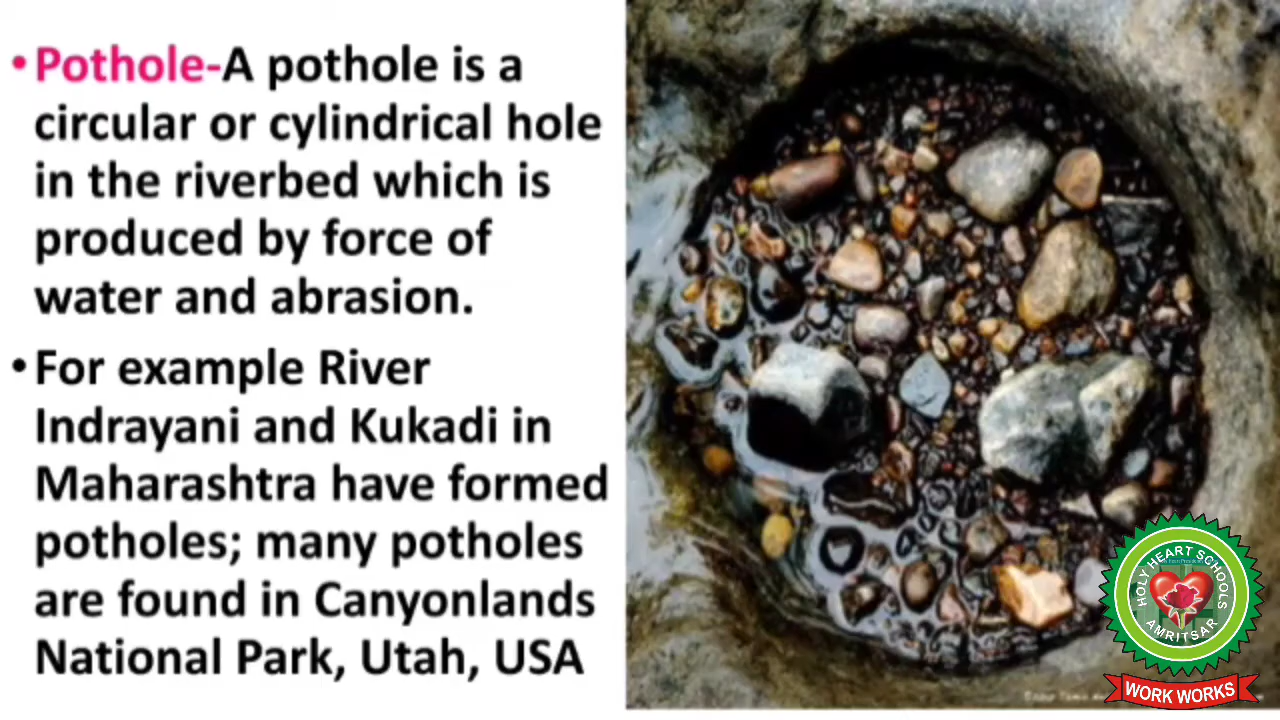 • Pothole-A pothole is a
circular or cylindrical hole
in the riverbed which is
produced by force of
water and abrasion.
• For example River
Indrayani and Kukadi in
Maharashtra have formed
potholes; many potholes
are found in Canyonlands
National Park, Utah, USA
HOLY HEART SCHOOLS
AMRITSAR
WORK WORKS